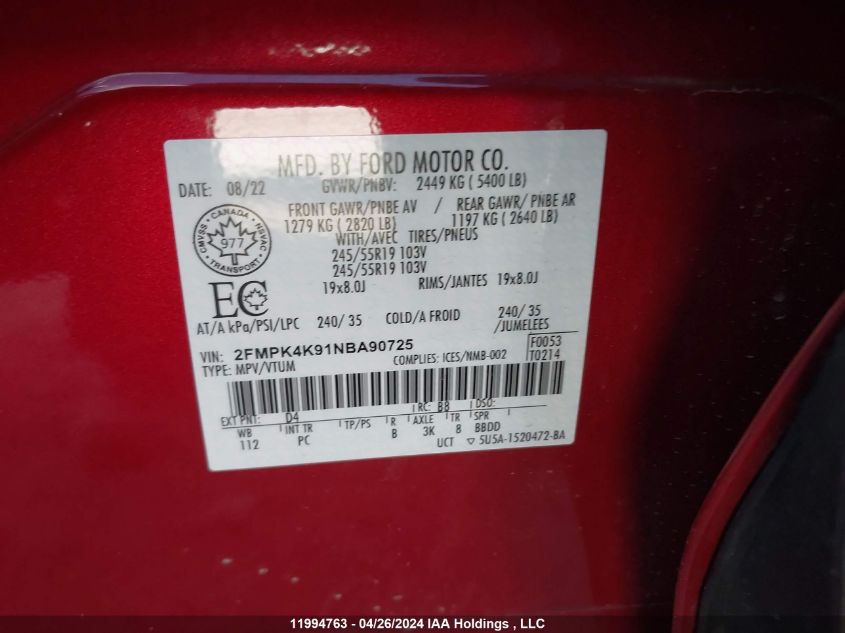 MFD. BY FORD MOTOR CO.
DATE: 08/22 GVWR/PNBV: 2449 KG ( 5400 LB)
FRONT GAWR/PNBE AV / REAR GAWR/ PNBE AR
1279 KG ( 2820 LB) 1197 KG ( 2640 LB)
WITH/AVEC TIRES/PNEUS
245/55R19 103V
245/55R19 103V
19x8.0J RIMS/JANTES 19x8.0J
CMVSS · CANADA · NSVAC
977
TRANSPORT
EC
AT/A kPa/PSI/LPC 240/ 35 COLD/A FROID 240/ 35
/JUMELEES
VIN: 2FMPK4K91NBA90725 F0053
TYPE: MPV/VTUM COMPLIES: ICES/NMB-002 T0214
EXT PNT: D4 RC: B8 DSO:
WB INT TR TP/PS R AXLE TR SPR
112 PC B 3K 8 BBDD
UCT ▽ 5U5A-1520472-BA
11994763 - 04/26/2024 IAA Holdings , LLC